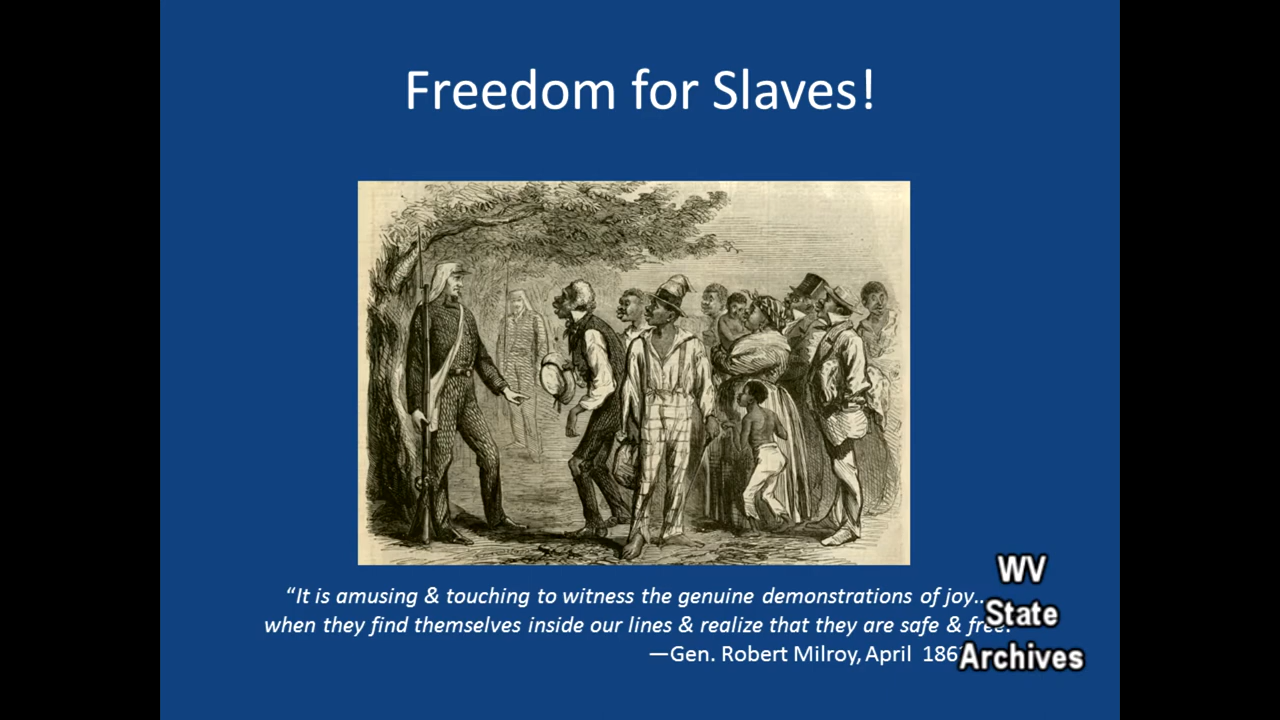 Freedom for Slaves!
“It is amusing & touching to witness the genuine demonstrations of joy..
when they find themselves inside our lines & realize that they are safe & free.
—Gen. Robert Milroy, April
WV
State
Archives